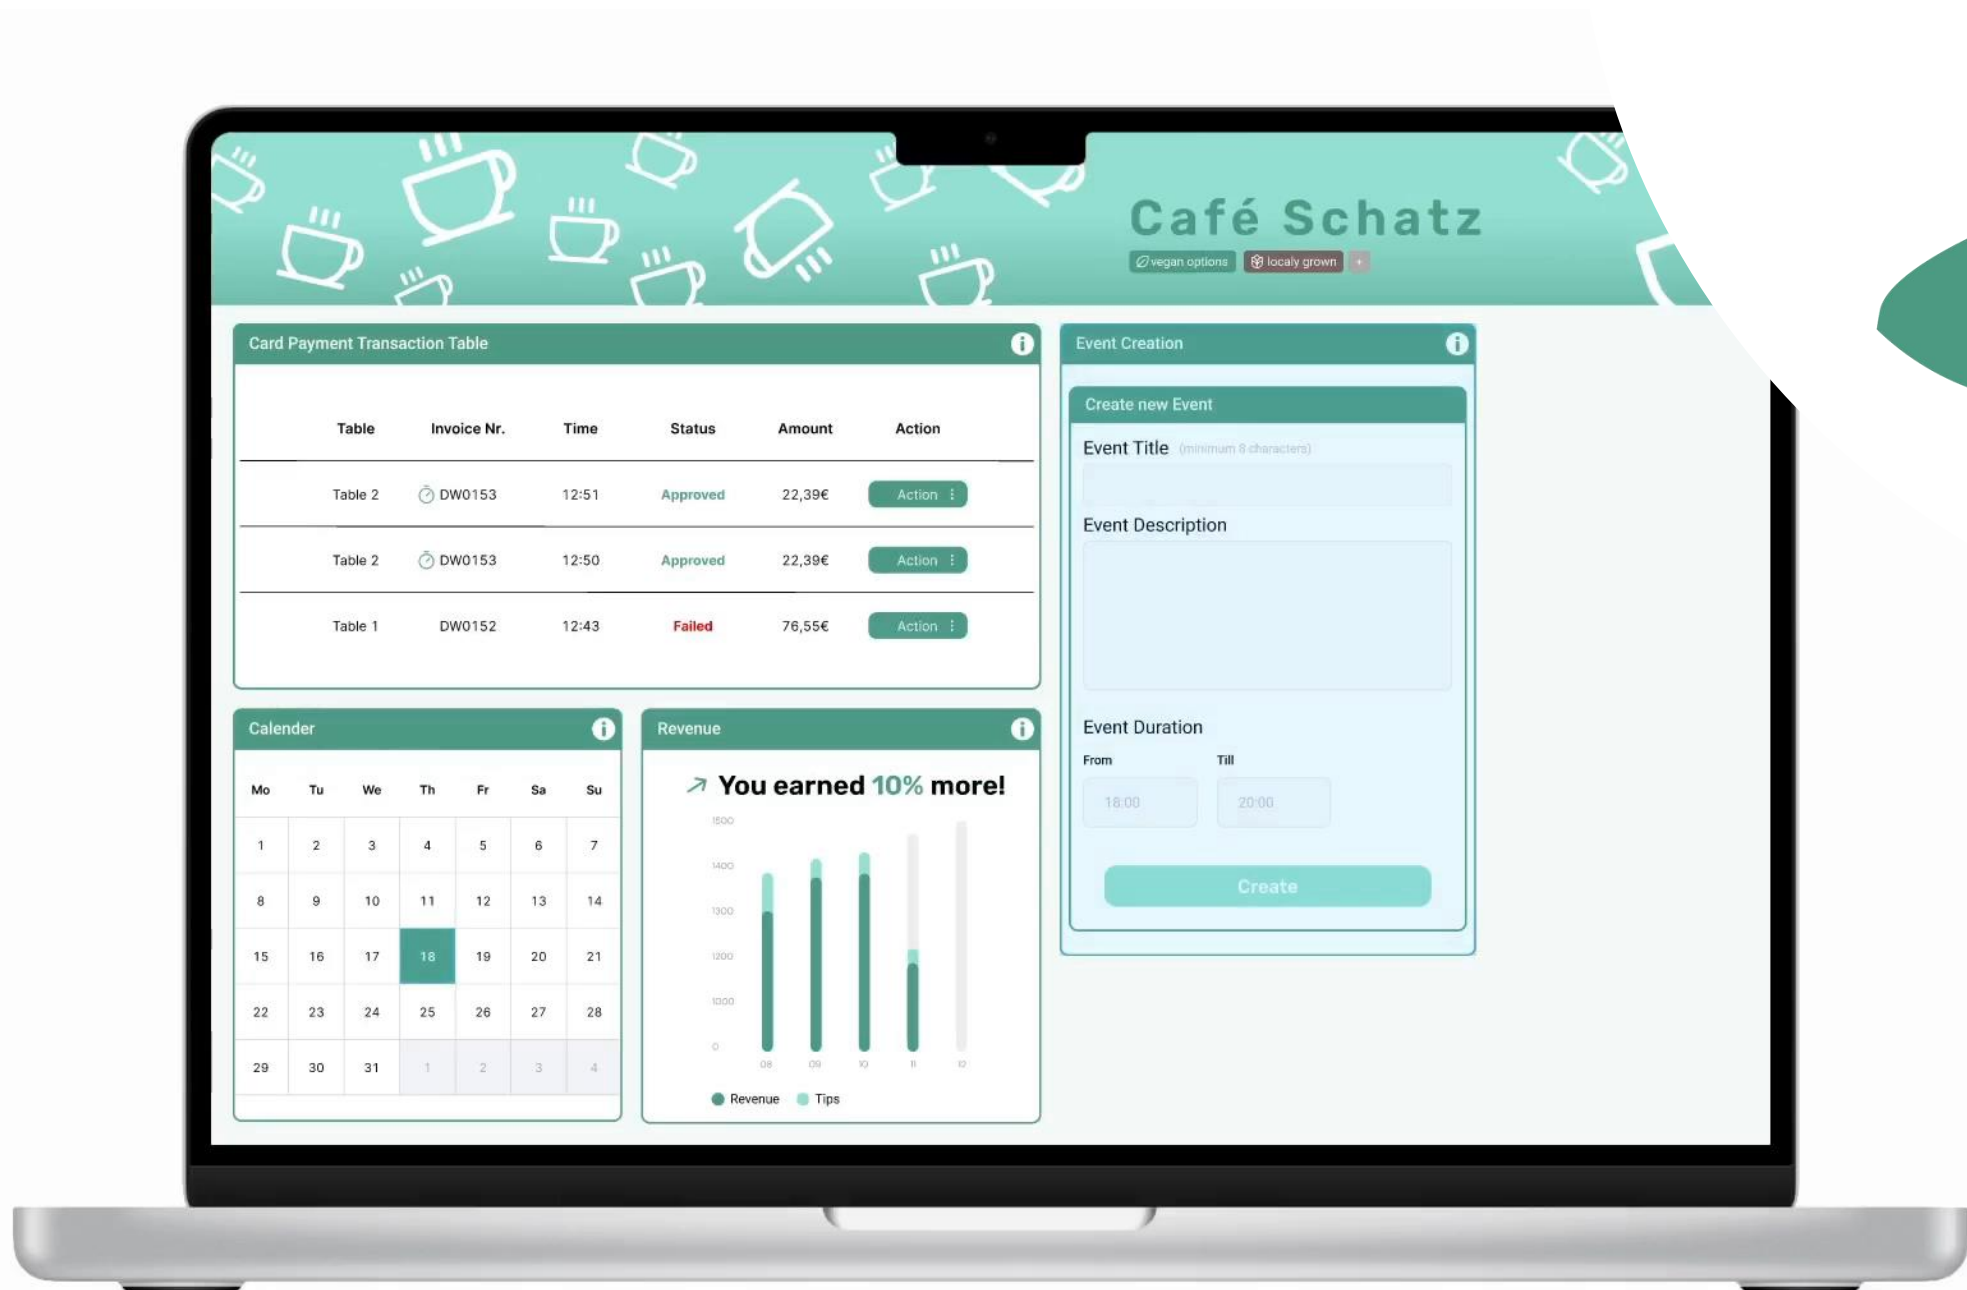 Café Schatz
vegan options localy grown +
Card Payment Transaction Table
Table Invoice Nr. Time Status Amount Action
Table 2 DW0153 12:51 Approved 22,39€ Action
Table 2 DW0153 12:50 Approved 22,39€ Action
Table 1 DW0152 12:43 Failed 76,55€ Action
Calender
Mo Tu We Th Fr Sa Su
1 2 3 4 5 6 7
8 9 10 11 12 13 14
15 16 17 18 19 20 21
22 23 24 25 26 27 28
29 30 31 1 2 3 4
Revenue
You earned 10% more!
1500
1400
1300
1200
1000
0
08 09 10 11 12
Revenue Tips
Event Creation
Create new Event
Event Title (minimum 8 characters)
Event Description
Event Duration
From Till
18:00 20:00
Create